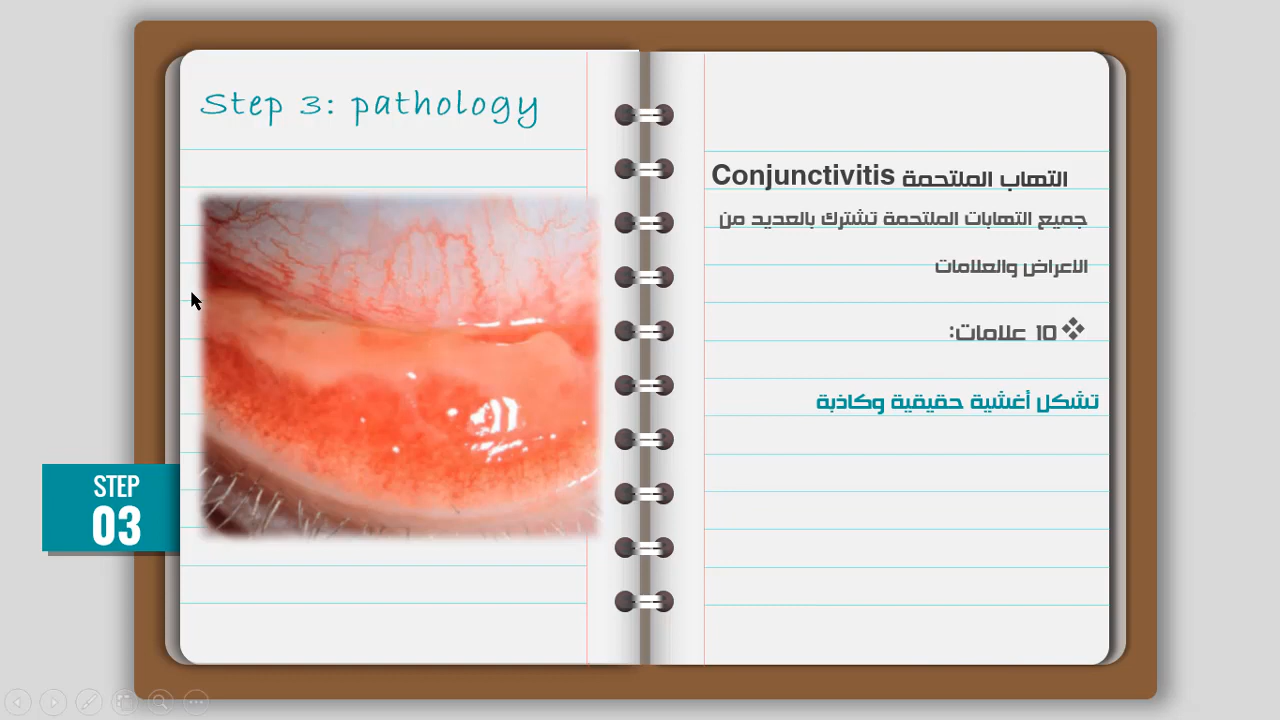 Step 3: pathology
STEP
03
التهاب الملتحمة Conjunctivitis
جميع التهابات الملتحمة تشترك بالعديد من
الاعراض والعلامات
10 علامات:
تشكل أغشية حقيقية وكاذبة